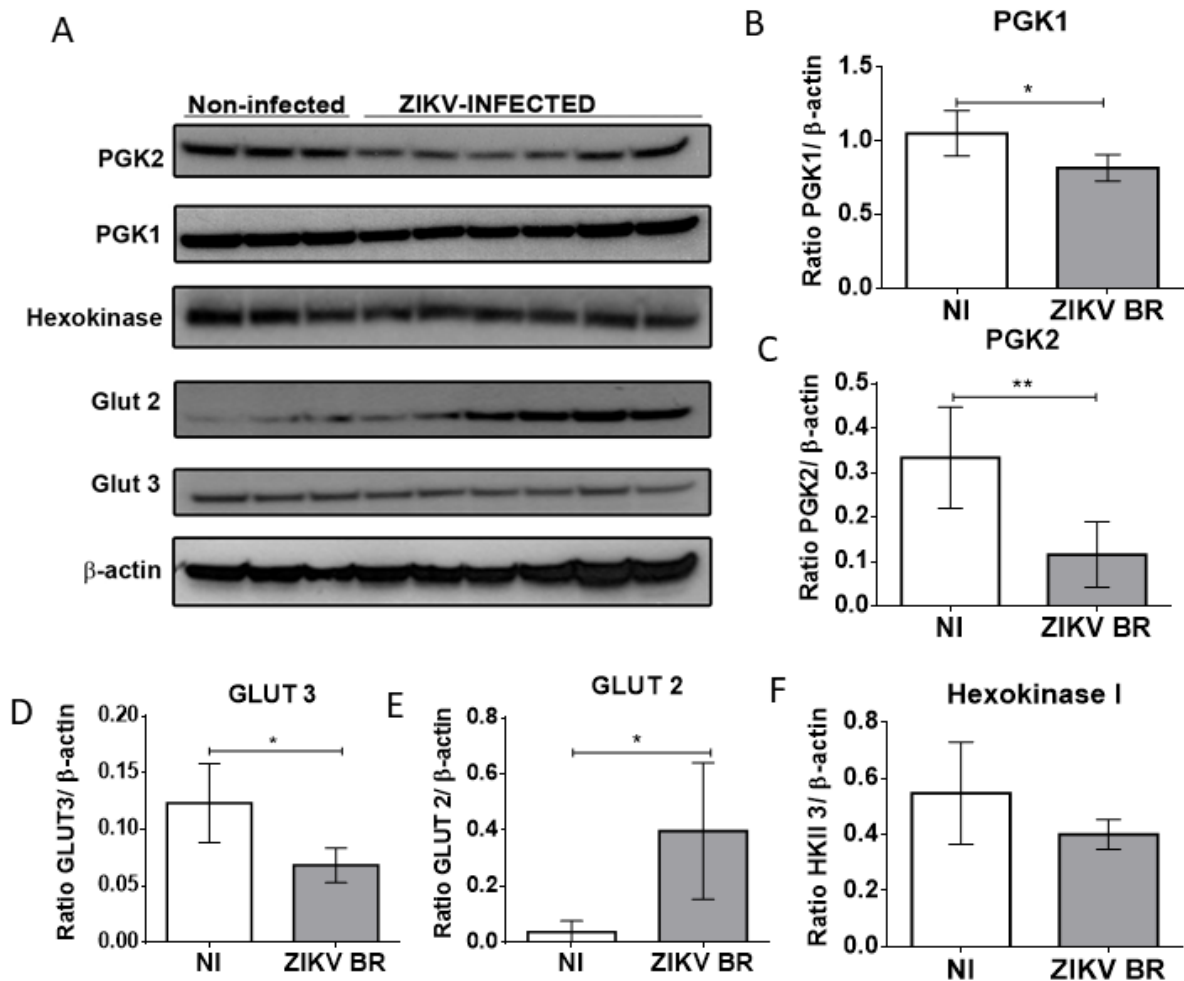 A
Non-infected ZIKV-INFECTED
PGK2
PGK1
Hexokinase
Glut 2
Glut 3
β-actin
B
PGK1
Ratio PGK1/ β-actin
1.5
1.0
0.5
0.0
*
NI ZIKV BR
C
PGK2
Ratio PGK2/ β-actin
0.5
0.4
0.3
0.2
0.1
0.0
**
NI ZIKV BR
D
GLUT 3
Ratio GLUT3/ β-actin
0.20
0.15
0.10
0.05
0.00
*
NI ZIKV BR
E
GLUT 2
Ratio GLUT 2/ β-actin
0.8
0.6
0.4
0.2
0.0
*
NI ZIKV BR
F
Hexokinase I
Ratio HKII 3/ β-actin
0.8
0.6
0.4
0.2
0.0
NI ZIKV BR